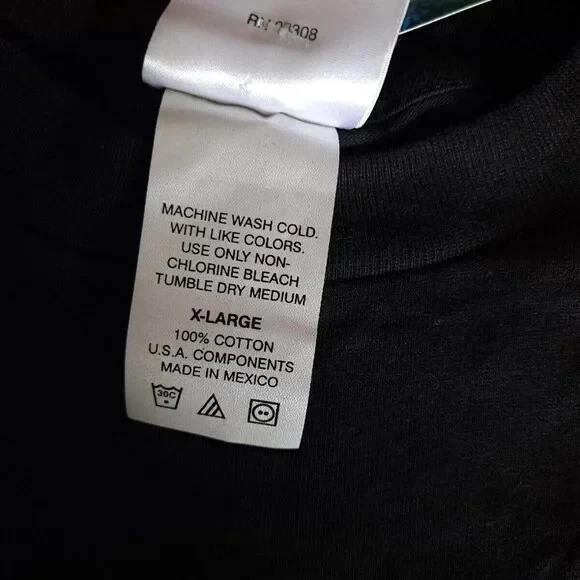 MACHINE WASH COLD.
WITH LIKE COLORS.
USE ONLY NON-
CHLORINE BLEACH
TUMBLE DRY MEDIUM
X-LARGE
100% COTTON
U.S.A. COMPONENTS
MADE IN MEXICO
30C